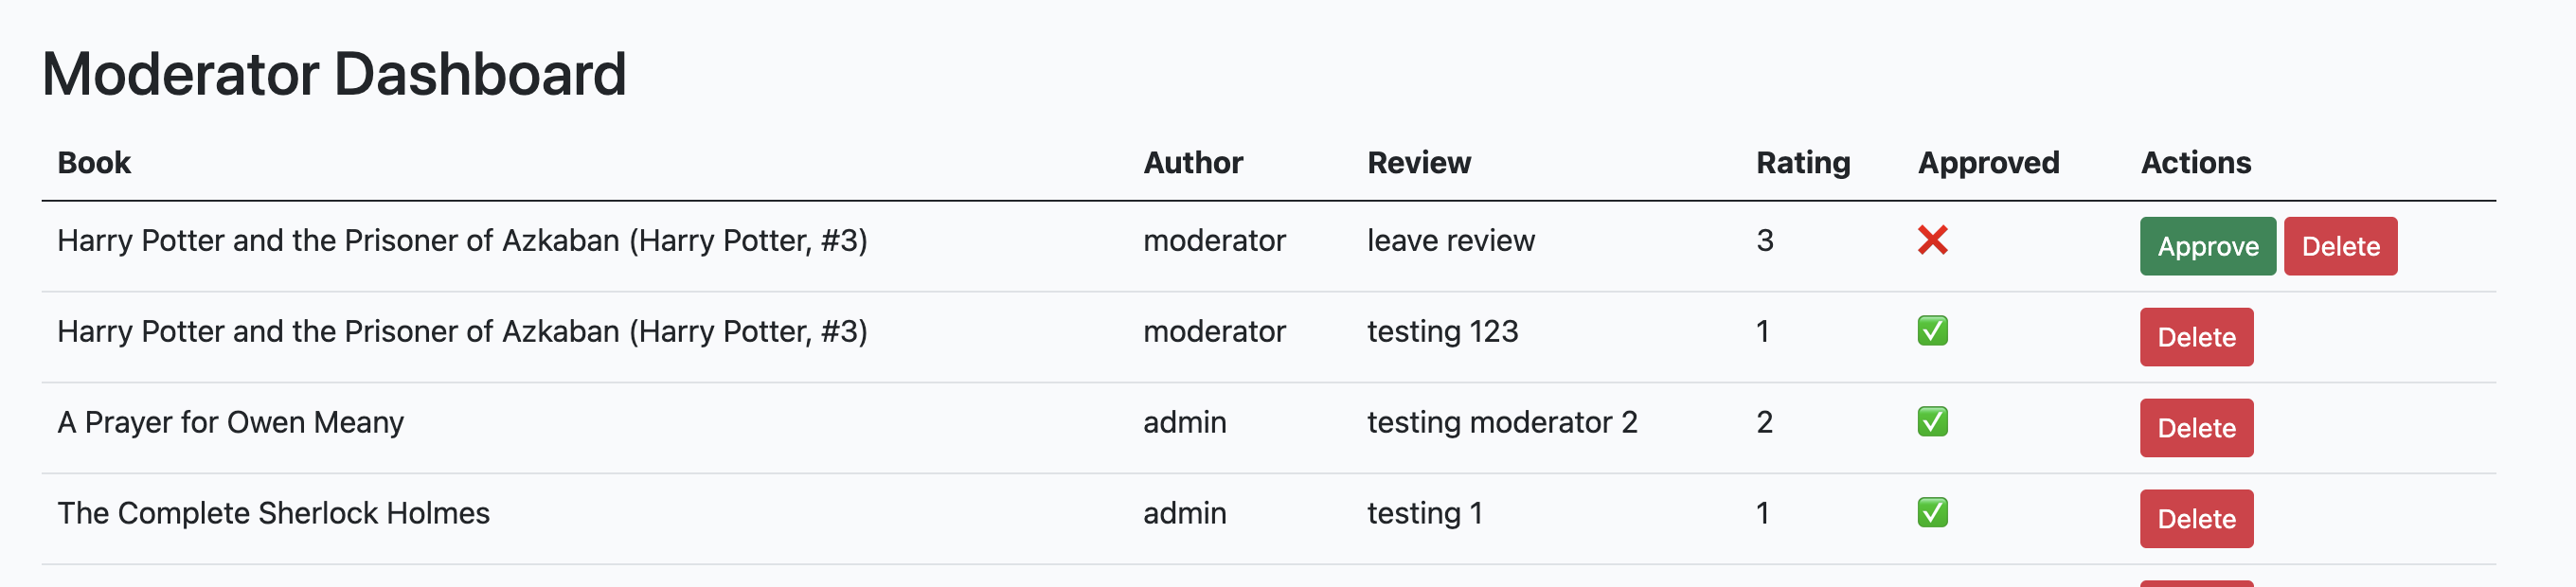 Moderator Dashboard
Book Author Review Rating Approved Actions
Harry Potter and the Prisoner of Azkaban (Harry Potter, #3) moderator leave review 3 ❌ Approve Delete
Harry Potter and the Prisoner of Azkaban (Harry Potter, #3) moderator testing 123 1 ✅ Delete
A Prayer for Owen Meany admin testing moderator 2 2 ✅ Delete
The Complete Sherlock Holmes admin testing 1 1 ✅ Delete